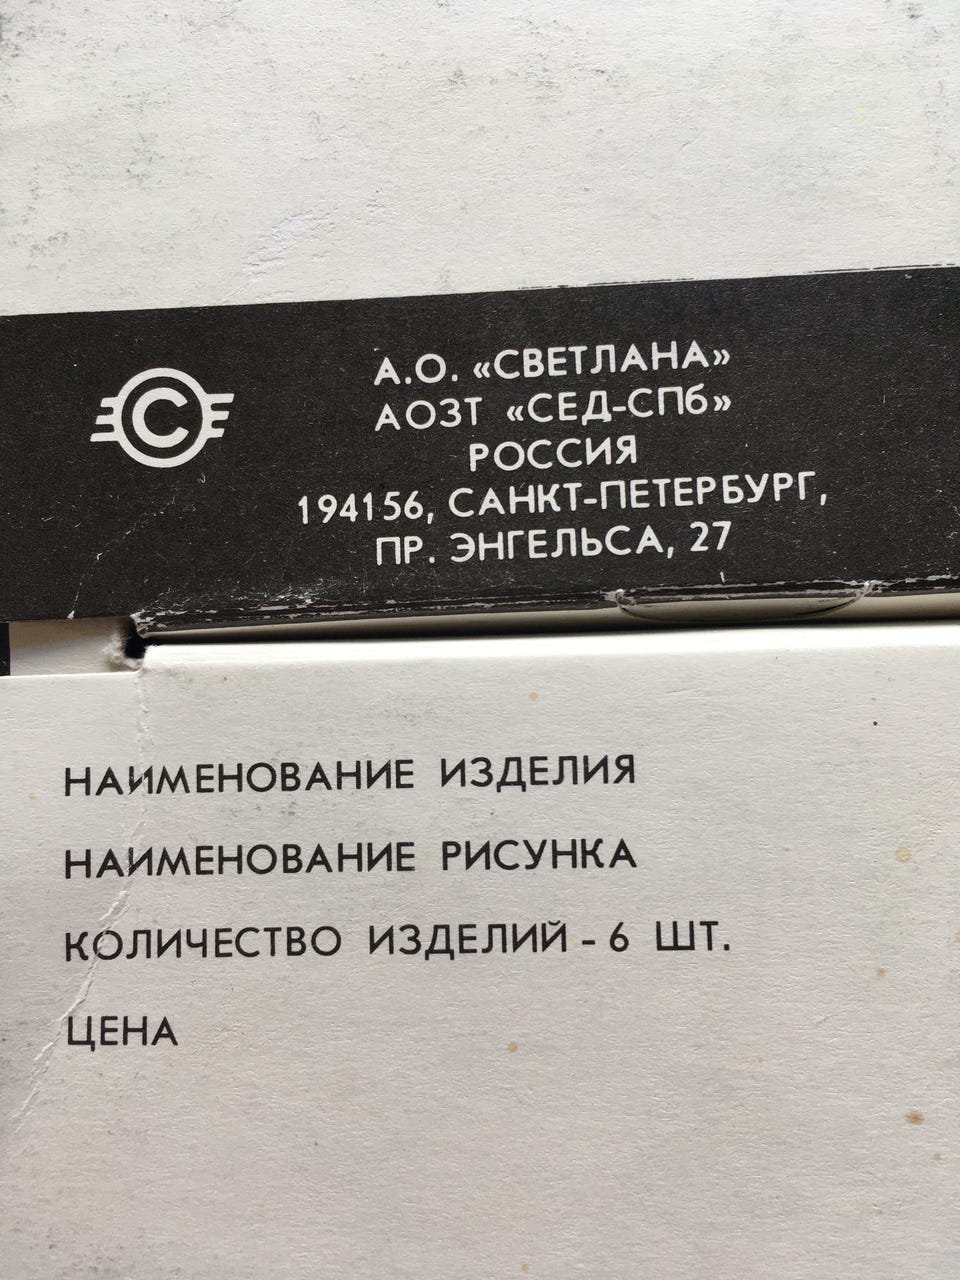 С
А.О. «СВЕТЛАНА»
АОЗТ «СЕД-СПб»
РОССИЯ
194156, САНКТ-ПЕТЕРБУРГ,
ПР. ЭНГЕЛЬСА, 27
НАИМЕНОВАНИЕ ИЗДЕЛИЯ
НАИМЕНОВАНИЕ РИСУНКА
КОЛИЧЕСТВО ИЗДЕЛИЙ - 6 ШТ.
ЦЕНА